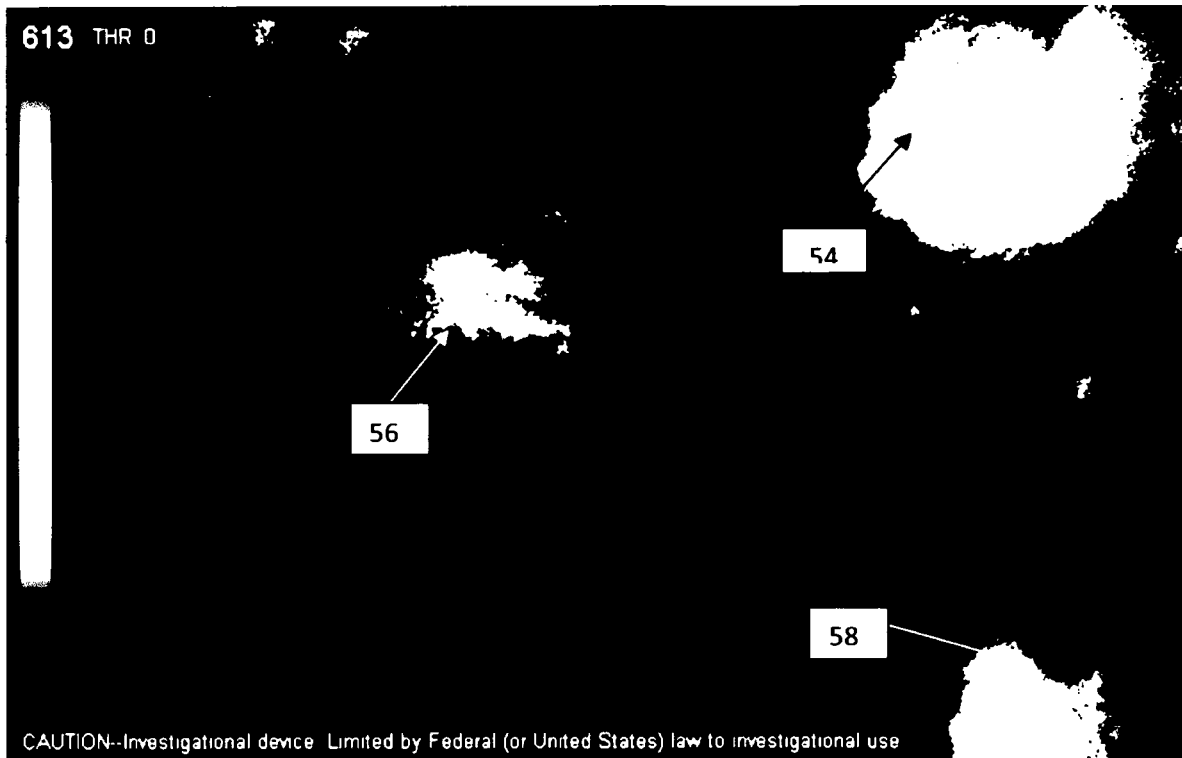 613 THR 0
54
56
58
CAUTION--Investigational device Limited by Federal (or United States) law to investigational use